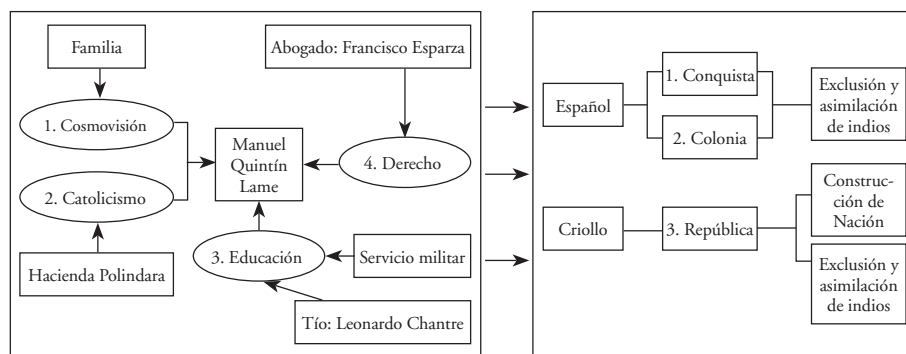 Familia
Abogado: Francisco Esparza
1. Cosmovisión
Manuel
Quintín
Lame
4. Derecho
2. Catolicismo
3. Educación
Servicio militar
Hacienda Polindara
Tío: Leonardo Chantre
Español
1. Conquista
2. Colonia
Exclusión y
asimilación
de indios
Criollo
3. República
Construc-
ción de
Nación
Exclusión y
asimilación
de indios